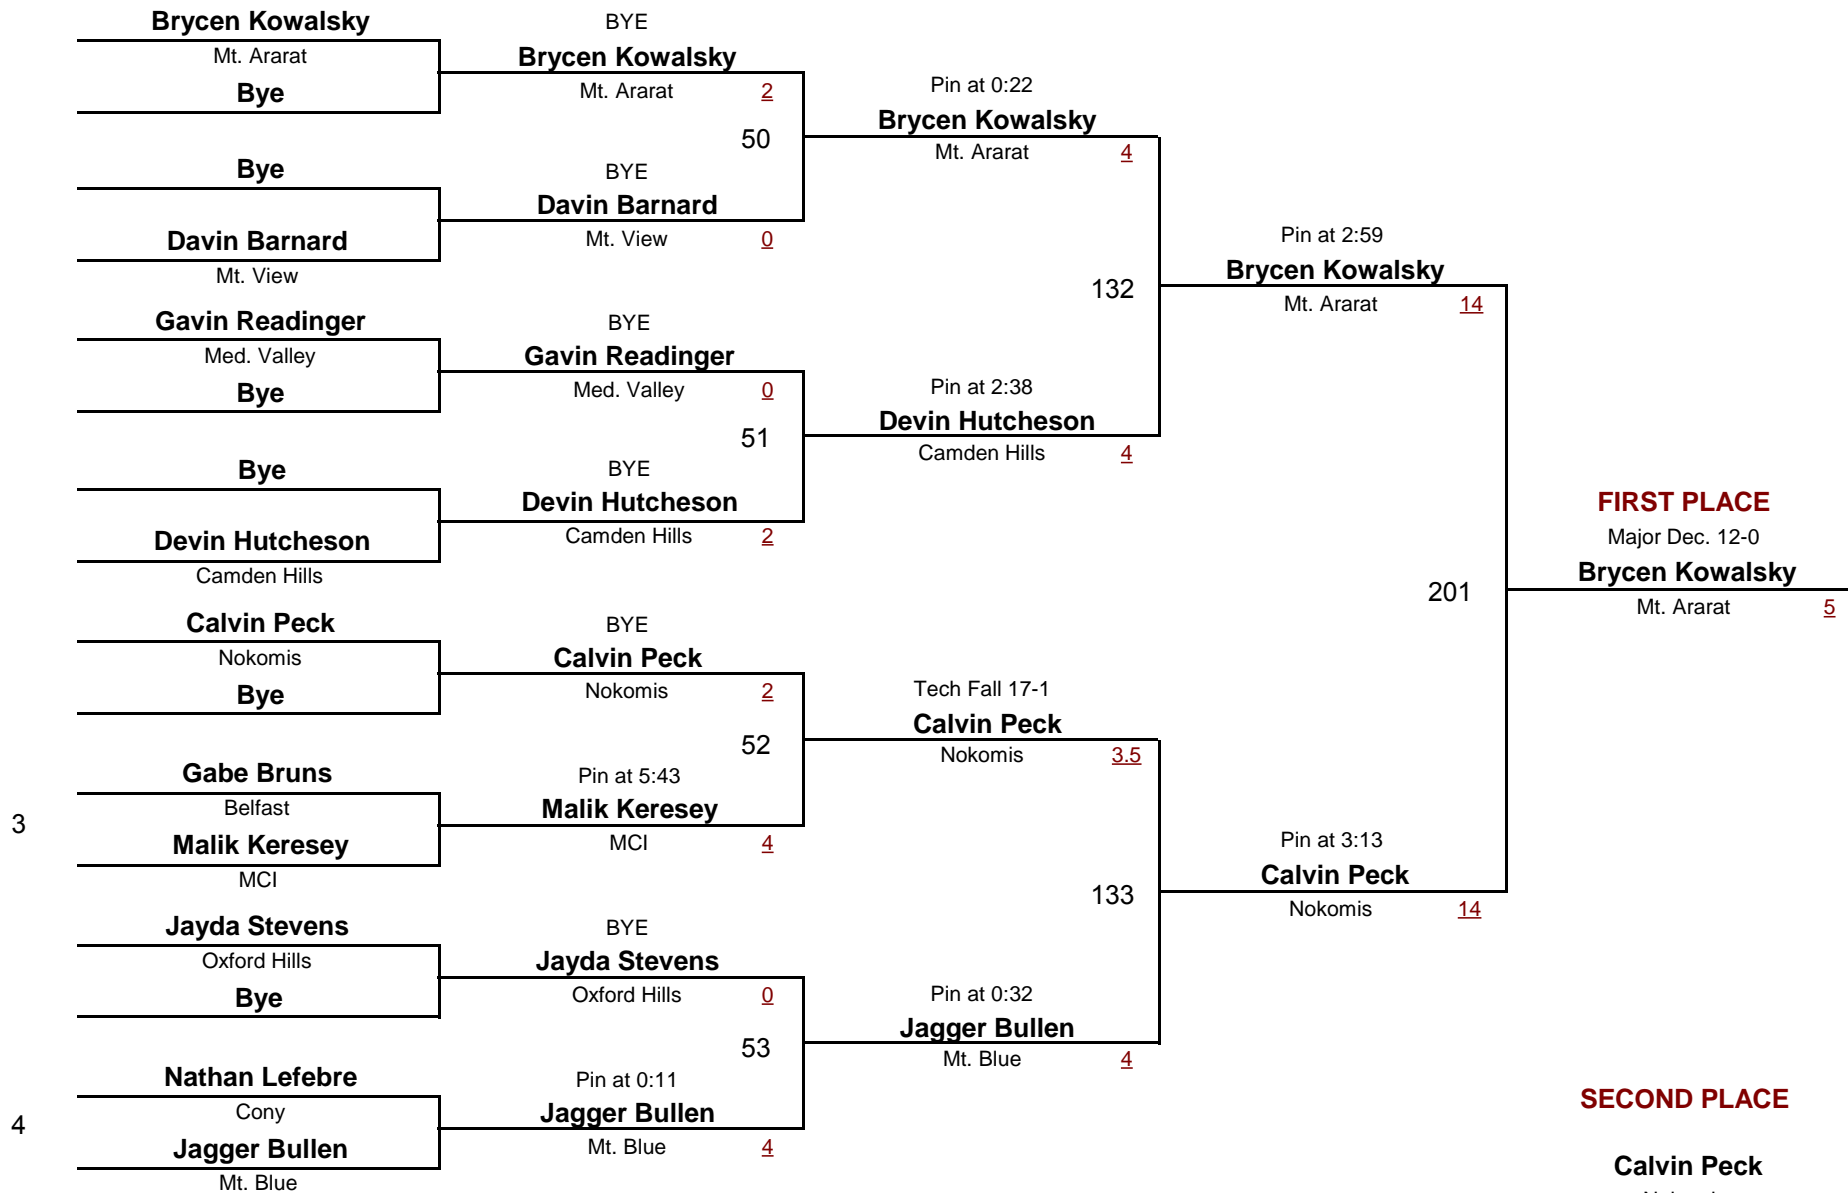 Brycen Kowalsky
Mt. Ararat
Bye
Bye
Davin Barnard
Mt. View
Gavin Readinger
Med. Valley
Bye
Bye
Devin Hutcheson
Camden Hills
Calvin Peck
Nokomis
Bye
3
Gabe Bruns
Belfast
Malik Keresey
MCI
Jayda Stevens
Oxford Hills
Bye
4
Nathan Lefebre
Cony
Jagger Bullen
Mt. Blue
BYE
Brycen Kowalsky
Mt. Ararat 2
50
BYE
Davin Barnard
Mt. View 0
BYE
Gavin Readinger
Med. Valley 0
51
BYE
Devin Hutcheson
Camden Hills 2
BYE
Calvin Peck
Nokomis 2
52
Pin at 5:43
Malik Keresey
MCI 4
BYE
Jayda Stevens
Oxford Hills 0
53
Pin at 0:11
Jagger Bullen
Mt. Blue 4
Pin at 0:22
Brycen Kowalsky
Mt. Ararat 4
132
Pin at 2:38
Devin Hutcheson
Camden Hills 4
Tech Fall 17-1
Calvin Peck
Nokomis 3.5
133
Pin at 0:32
Jagger Bullen
Mt. Blue 4
Pin at 2:59
Brycen Kowalsky
Mt. Ararat 14
201
Pin at 3:13
Calvin Peck
Nokomis 14
FIRST PLACE
Major Dec. 12-0
Brycen Kowalsky
Mt. Ararat 5
SECOND PLACE
Calvin Peck